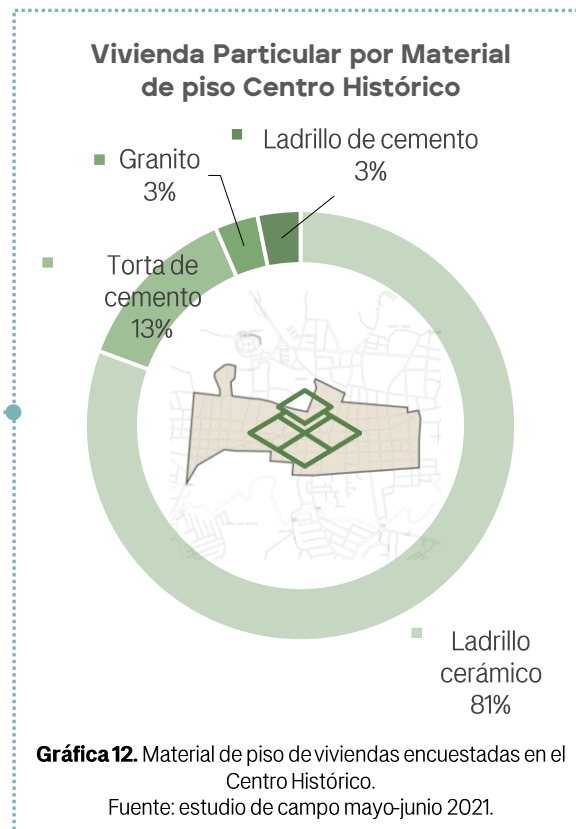 Vivienda Particular por Material
de piso Centro Histórico
Ladrillo de cemento
3%
Granito
3%
Torta de
cemento
13%
Ladrillo
cerámico
81%
Gráfica 12. Material de piso de viviendas encuestadas en el
Centro Histórico.
Fuente: estudio de campo mayo-junio 2021.